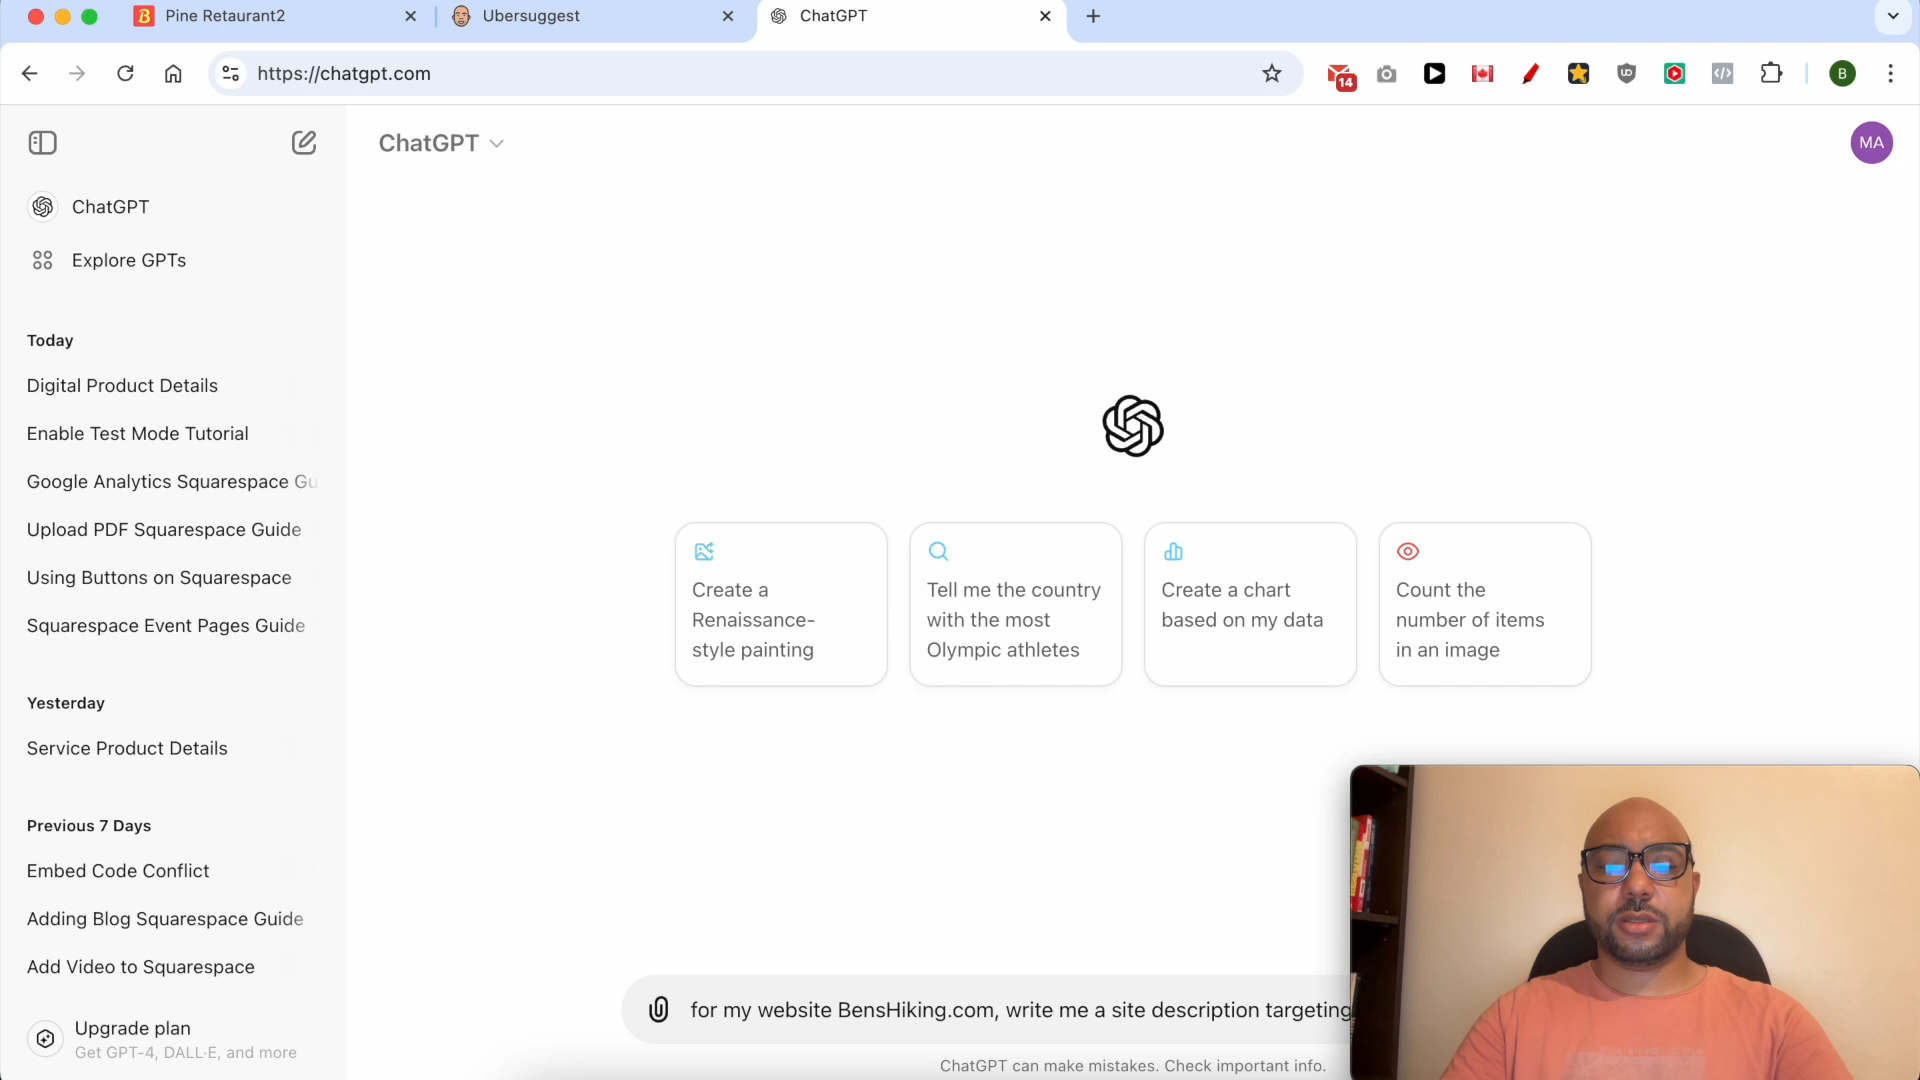 Pine Retaurant2
Ubersuggest
ChatGPT
https://chatgpt.com
14
UD
B
ChatGPT
MA
ChatGPT
Explore GPTs
Today
Digital Product Details
Enable Test Mode Tutorial
Google Analytics Squarespace Gu
Upload PDF Squarespace Guide
Using Buttons on Squarespace
Squarespace Event Pages Guide
Yesterday
Service Product Details
Previous 7 Days
Embed Code Conflict
Adding Blog Squarespace Guide
Add Video to Squarespace
Upgrade plan
Get GPT-4, DALL·E, and more
Create a
Renaissance-
style painting
Tell me the country
with the most
Olympic athletes
Create a chart
based on my data
Count the
number of items
in an image
for my website BensHiking.com, write me a site description targeting
ChatGPT can make mistakes. Check important info.